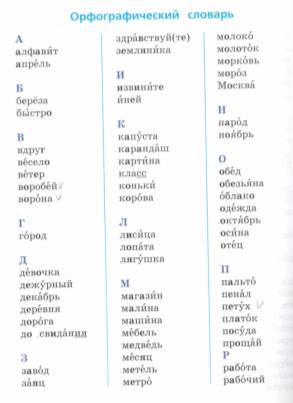 Орфографический словарь
А
алфави́т
апре́ль
Б
берёза
бы́стро
В
вдруг
ве́село
ве́тер
воробе́й
воро́на
Г
го́род
Д
де́вочка
дежу́рный
дека́брь
дере́вня
доро́га
до свида́ния
З
заво́д
за́яц
здра́вствуй(те)
земляни́ка
И
извини́те
и́ней
К
капу́ста
каранда́ш
карти́на
класс
коньки́
коро́ва
Л
лиси́ца
лопа́та
лягу́шка
М
магази́н
мали́на
маши́на
ме́бель
медве́дь
ме́сяц
мете́ль
метро́
молоко́
молото́к
морко́вь
моро́з
Москва́
Н
наро́д
ноя́брь
О
обе́д
обезья́на
о́блако
оде́жда
октя́брь
оси́на
оте́ц
П
пальто́
пена́л
пету́х
плато́к
посу́да
проща́й
Р
рабо́та
рабо́чий